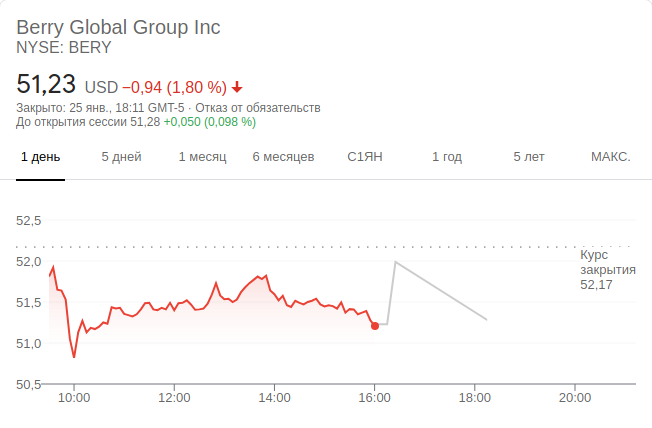 Berry Global Group Inc
NYSE: BERY
51,23 USD −0,94 (1,80 %)
Закрыто: 25 янв., 18:11 GMT-5 · Отказ от обязательств
До открытия сессии 51,28 +0,050 (0,098 %)
1 день 5 дней 1 месяц 6 месяцев С1ЯН 1 год 5 лет МАКС.
52,5
52,0
51,5
51,0
50,5
Курс
закрытия
52,17
10:00 12:00 14:00 16:00 18:00 20:00